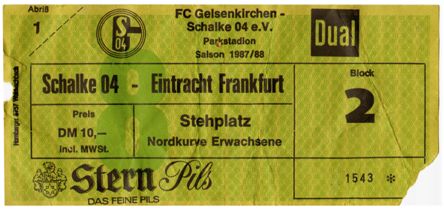 Abriß
1
S
04
FC Gelsenkirchen -
Schalke 04 e.V.
Parkstadion
Saison 1987/88
Dual
Schalke 04 - Eintracht Frankfurt
Block
2
Preis
DM 10,—
incl. MWSt.
Stehplatz
Nordkurve Erwachsene
Stern Pils
DAS FEINE PILS
1543 *